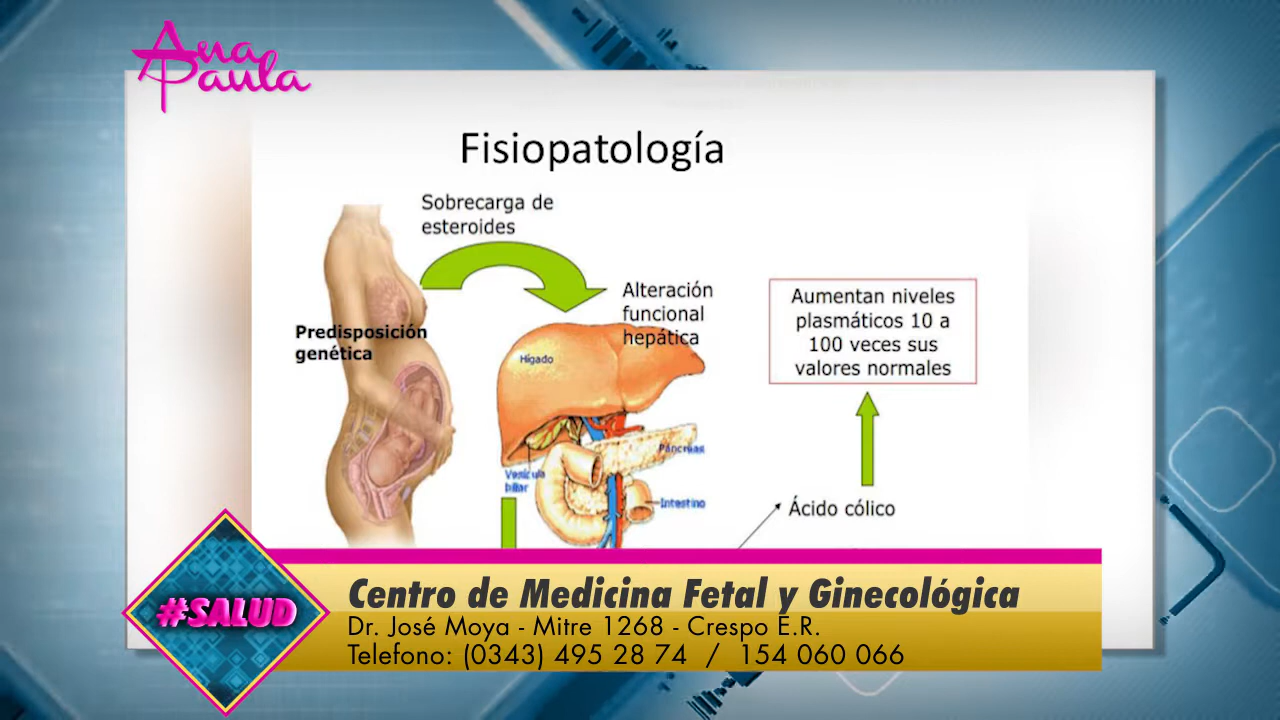 Ana
Paula
Fisiopatología
Sobrecarga de
esteroides
Predisposición
genética
Alteración
funcional
hepática
Hígado
Vesícula
biliar
Páncreas
Intestino
Aumentan niveles
plasmáticos 10 a
100 veces sus
valores normales
Ácido cólico
#SALUD
Centro de Medicina Fetal y Ginecológica
Dr. José Moya - Mitre 1268 - Crespo E.R.
Telefono: (0343) 495 28 74 / 154 060 066